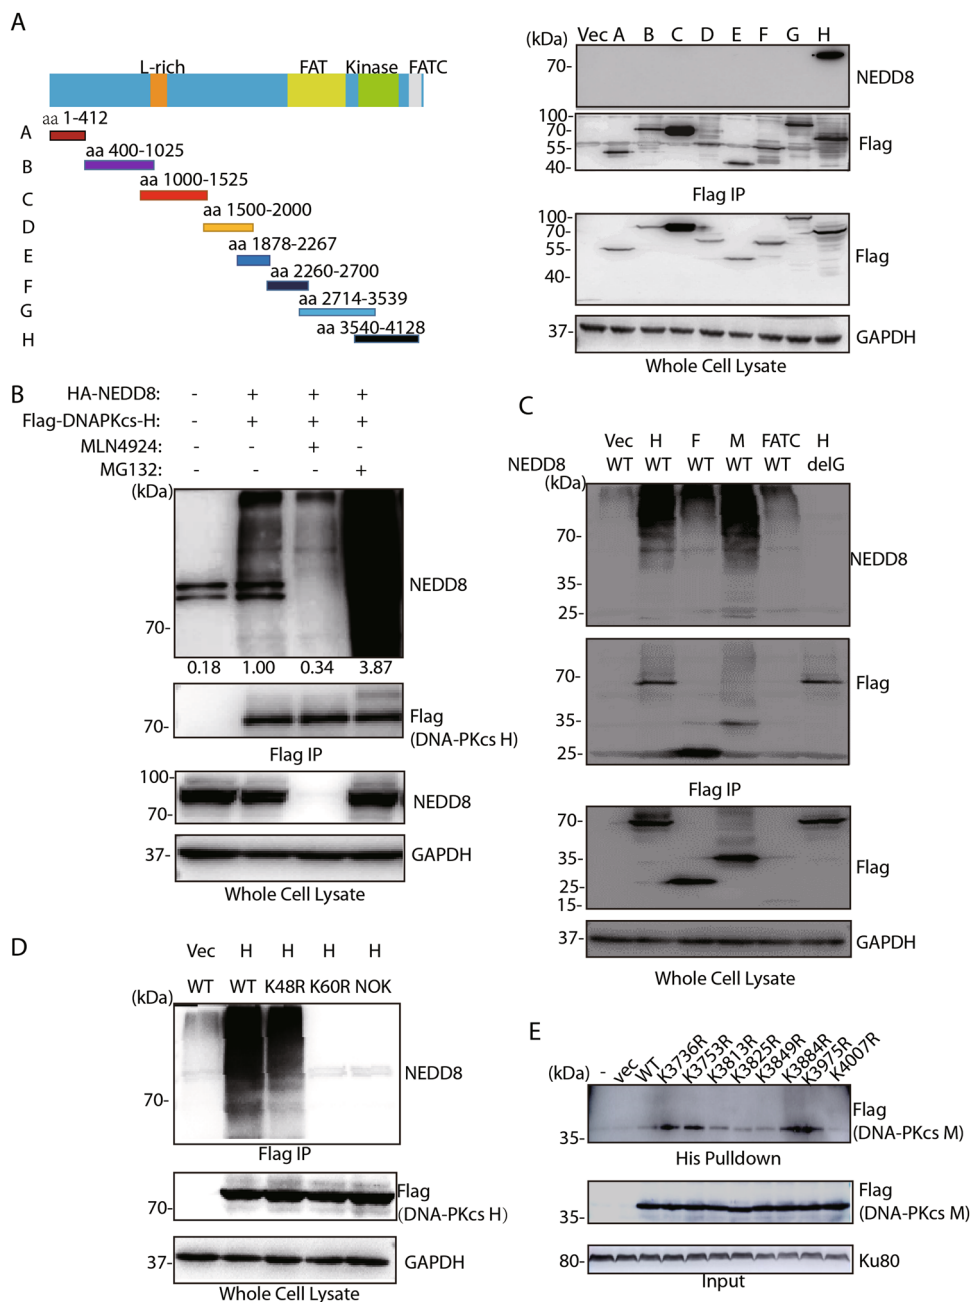 A
L-rich FAT Kinase FATC
aa 1-412
A
aa 400-1025
B
aa 1000-1525
C
aa 1500-2000
D
aa 1878-2267
E
aa 2260-2700
F
aa 2714-3539
G
aa 3540-4128
H
(kDa) Vec A B C D E F G H
70-
NEDD8
100-
70-
55-
40-
Flag
Flag IP
100-
70-
55-
40-
Flag
37-
GAPDH
Whole Cell Lysate
B
HA-NEDD8: - + + +
Flag-DNAPKcs-H: - + + +
MLN4924: - - + -
MG132: - - - +
(kDa)
NEDD8
70-
0.18 1.00 0.34 3.87
70-
Flag
(DNA-PKcs H)
Flag IP
100-
70-
NEDD8
37-
GAPDH
Whole Cell Lysate
C
Vec H F M FATC H
NEDD8 WT WT WT WT WT delG
(kDa)
70-
35-
25-
NEDD8
70-
35-
25-
Flag
Flag IP
70-
35-
25-
15-
Flag
37-
GAPDH
Whole Cell Lysate
D
Vec H H H H
WT WT K48R K60R NOK
(kDa)
NEDD8
70-
Flag IP
70-
Flag
(DNA-PKcs H)
37-
GAPDH
Whole Cell Lysate
E
(kDa) - vec WT K3736R K3753R K3813R K3825R K3849R K3884R K3975R K4007R
35-
Flag
(DNA-PKcs M)
His Pulldown
35-
Flag
(DNA-PKcs M)
80-
Ku80
Input